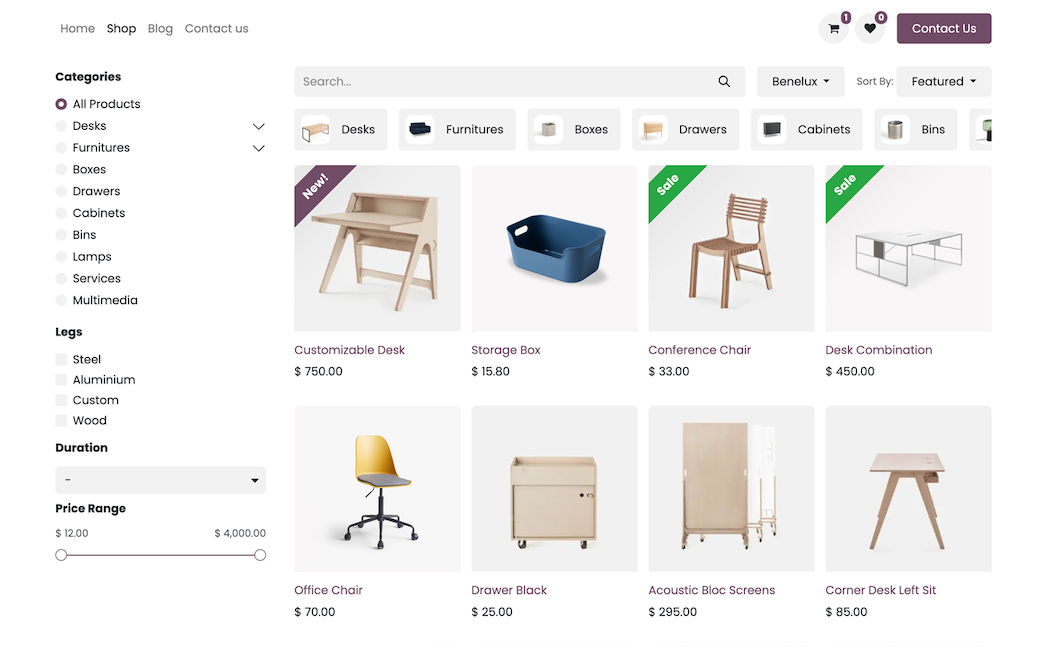 Home Shop Blog Contact us
1
0
Contact Us
Categories
All Products
Desks
Furnitures
Boxes
Drawers
Cabinets
Bins
Lamps
Services
Multimedia
Legs
Steel
Aluminium
Custom
Wood
Duration
-
Price Range
$ 12.00 $ 4,000.00
Search...
Benelux
Sort By: Featured
Desks Furnitures Boxes Drawers Cabinets Bins
New!
Sale
Sale
Customizable Desk Storage Box Conference Chair Desk Combination
$ 750.00 $ 15.80 $ 33.00 $ 450.00
Office Chair Drawer Black Acoustic Bloc Screens Corner Desk Left Sit
$ 70.00 $ 25.00 $ 295.00 $ 85.00